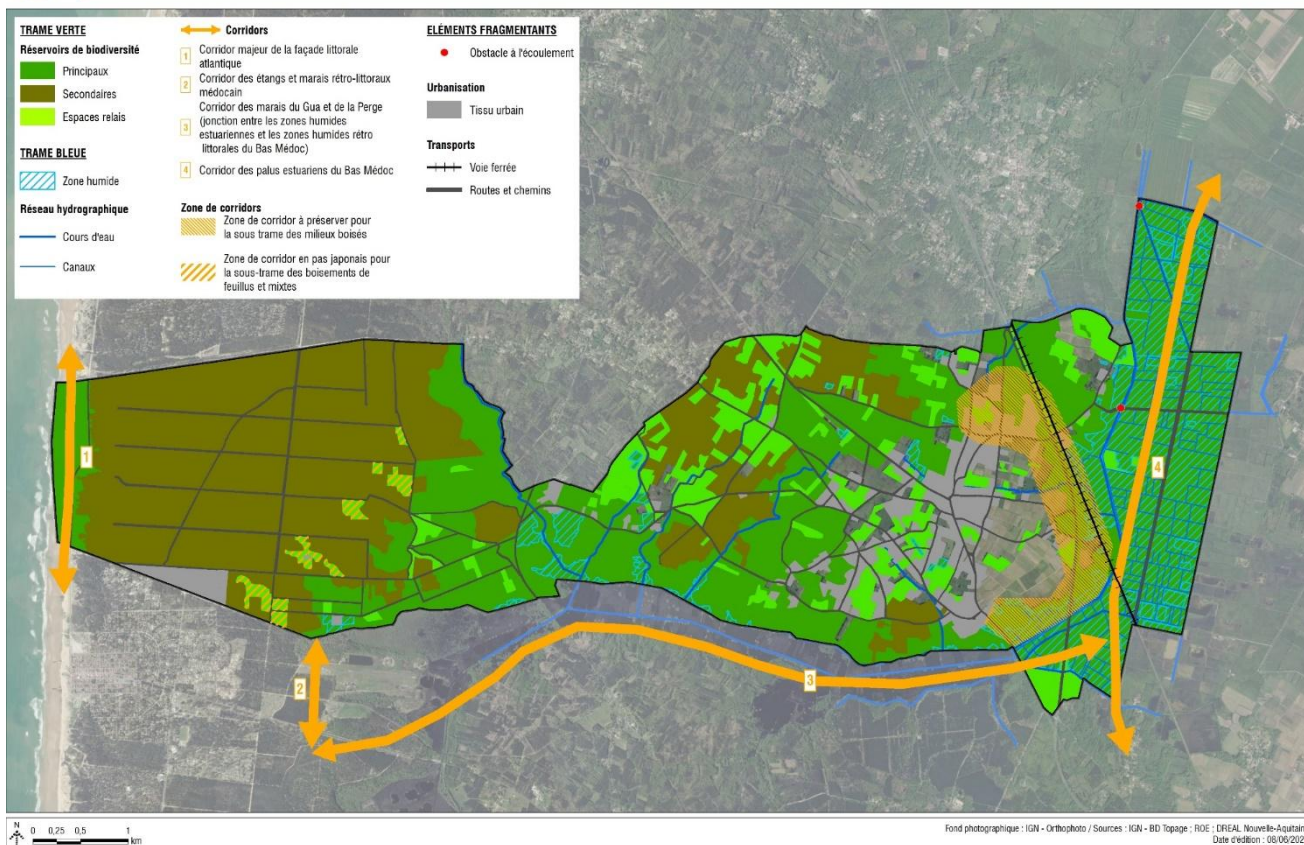 TRAME VERTE
Réservoirs de biodiversité
Principaux
Secondaires
Espaces relais
TRAME BLEUE
Zone humide
Réseau hydrographique
Cours d'eau
Canaux
Corridors
1 Corridor majeur de la façade littorale
atlantique
2 Corridor des étangs et marais rétro-littoraux
médocain
Corridor des marais du Gua et de la Perge
3 (jonction entre les zones humides
estuariennes et les zones humides rétro
littorales du Bas Médoc)
4 Corridor des palus estuariens du Bas Médoc
Zone de corridors
Zone de corridor à préserver pour
la sous trame des milieux boisés
Zone de corridor en pas japonais pour
la sous-trame des boisements de
feuillus et mixtes
ELÉMENTS FRAGMENTANTS
Obstacle à l'écoulement
Urbanisation
Tissu urbain
Transports
Voie ferrée
Routes et chemins
1
2
3
4
N
0 0,25 0,5 1
km
Fond photographique : IGN - Orthophoto / Sources : IGN - BD Topage ; ROE ; DREAL Nouvelle-Aquitain
Date d'édition : 08/06/202